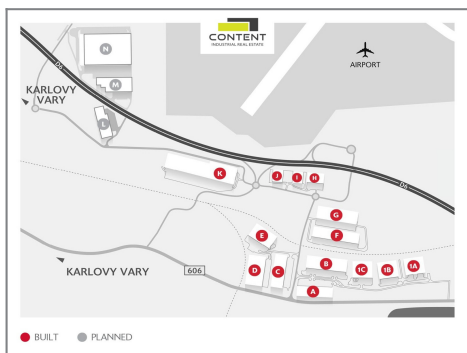 CONTENT
INDUSTRIAL REAL ESTATE
AIRPORT
N
M
D6
KARLOVY
VARY
L
K
J
I
H
D6
G
F
E
D
C
B
A
1C
1B
1A
KARLOVY VARY
606
BUILT
PLANNED